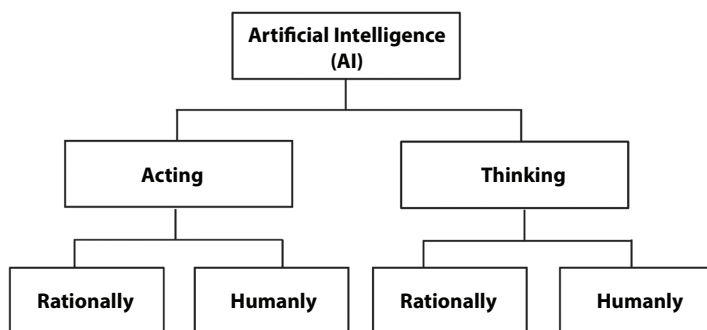 Artificial Intelligence
(AI)
Acting
Thinking
Rationally
Humanly
Rationally
Humanly